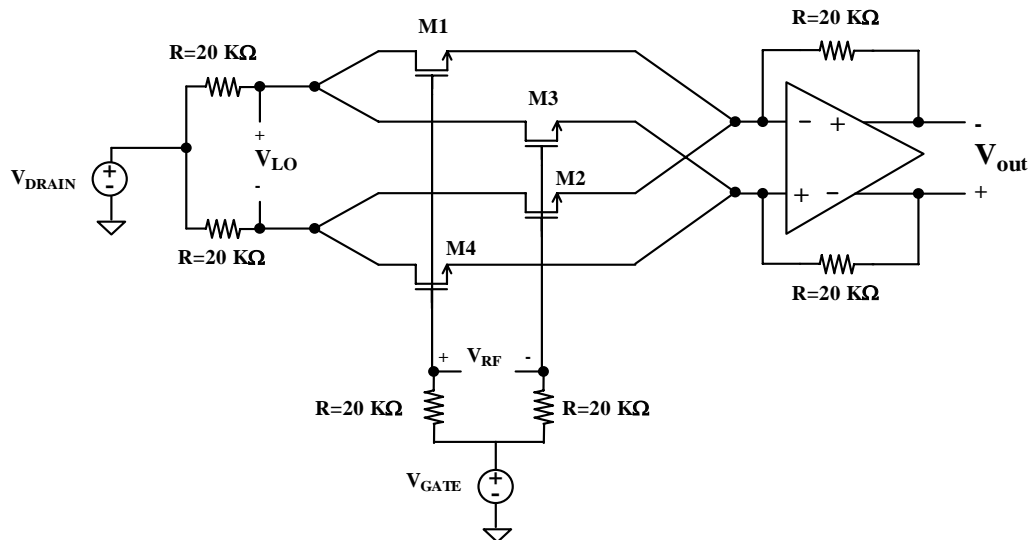 M1
R=20 KΩ
R=20 KΩ
M3
- +
-
+
V_LO
-
V_out
V_DRAIN
+
-
M2
+ -
+
R=20 KΩ
M4
R=20 KΩ
+ V_RF -
R=20 KΩ
R=20 KΩ
V_GATE
+
-